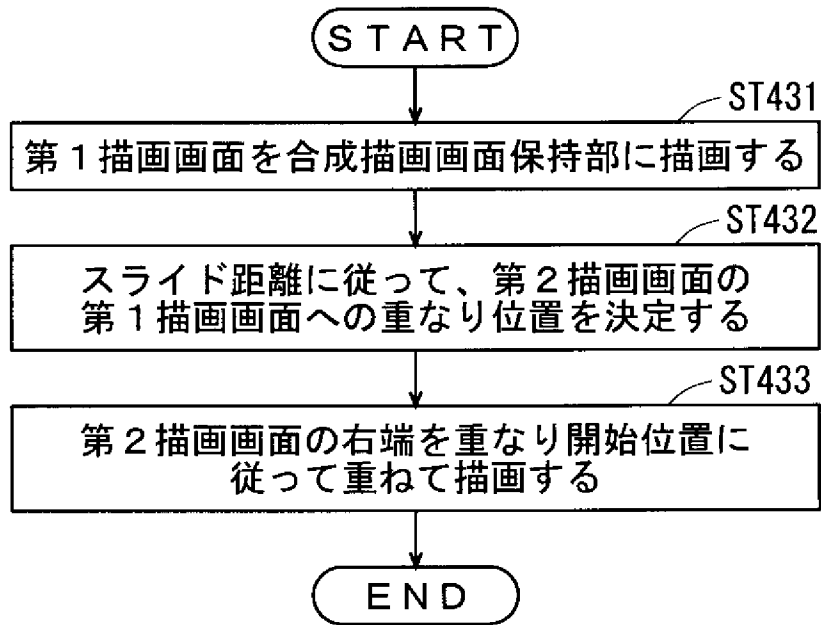 START
ST431
第1描画画面を合成描画画面保持部に描画する
ST432
スライド距離に従って、第2描画画面の
第1描画画面への重なり位置を決定する
ST433
第2描画画面の右端を重なり開始位置に
従って重ねて描画する
END